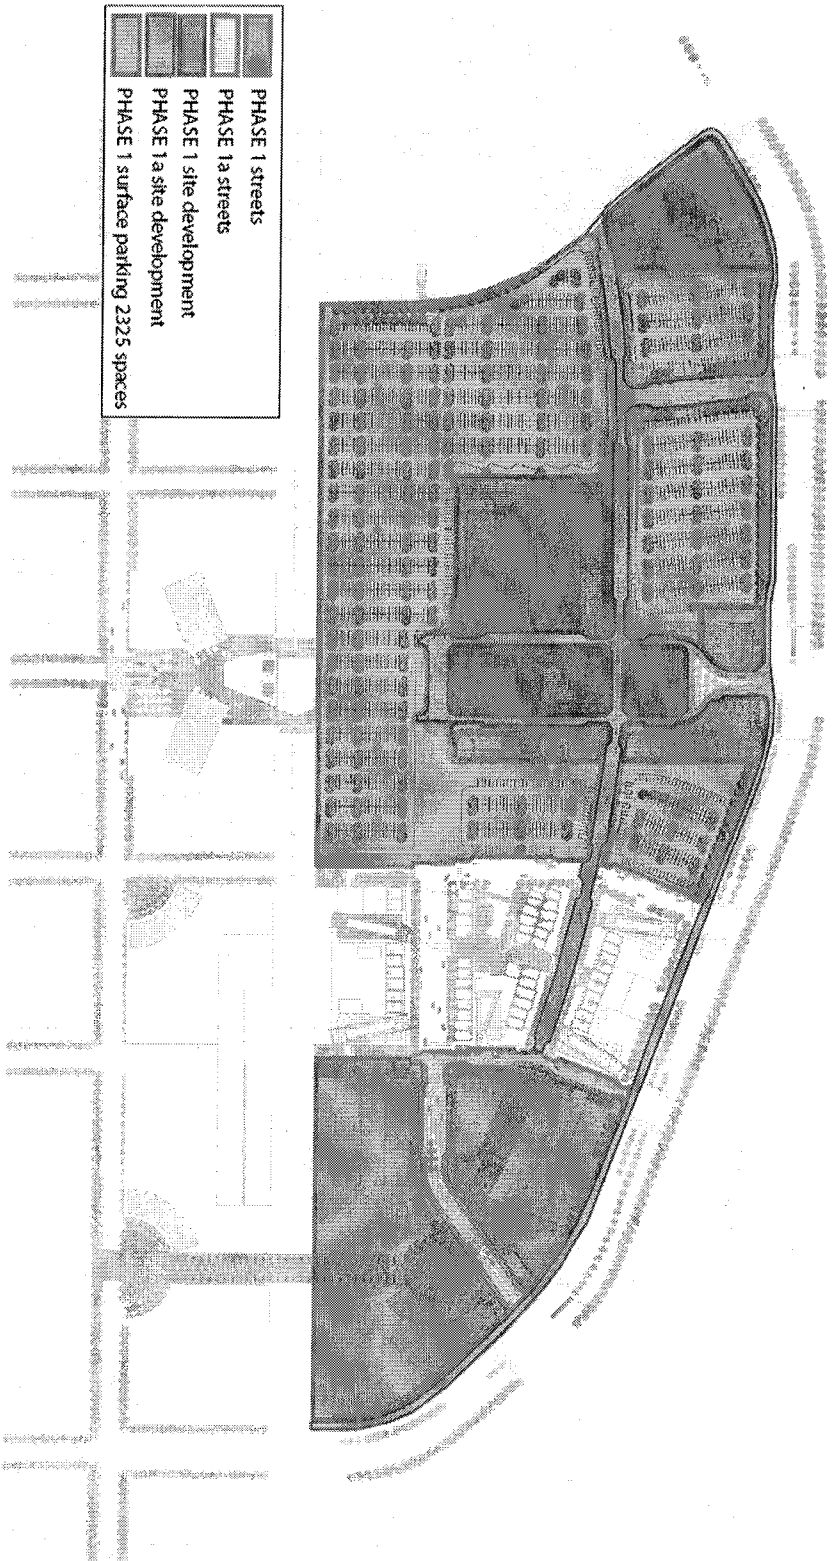 PHASE 1 streets
PHASE 1a streets
PHASE 1 site development
PHASE 1a site development
PHASE 1 surface parking 2325 spaces